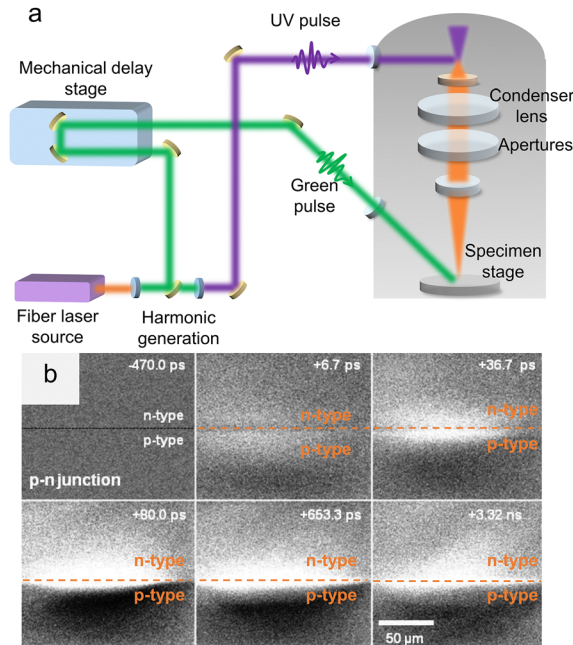 a
UV pulse
Mechanical delay
stage
Condenser
lens
Apertures
Green
pulse
Specimen
stage
Fiber laser
source
Harmonic
generation
b
-470.0 ps
n-type
p-type
p-n junction
+6.7 ps
n-type
p-type
+36.7 ps
n-type
p-type
+80.0 ps
n-type
p-type
+653.3 ps
n-type
p-type
+3.32 ns
n-type
p-type
50 µm